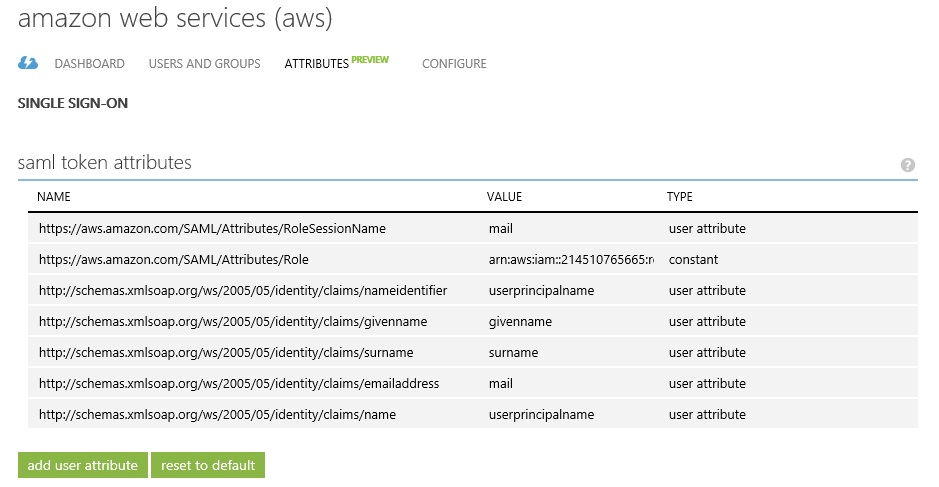 amazon web services (aws)
DASHBOARD USERS AND GROUPS ATTRIBUTES PREVIEW CONFIGURE
SINGLE SIGN-ON
saml token attributes ?
NAME VALUE TYPE
https://aws.amazon.com/SAML/Attributes/RoleSessionName mail user attribute
https://aws.amazon.com/SAML/Attributes/Role arn:aws:iam::214510765665:r constant
http://schemas.xmlsoap.org/ws/2005/05/identity/claims/nameidentifier userprincipalname user attribute
http://schemas.xmlsoap.org/ws/2005/05/identity/claims/givenname givenname user attribute
http://schemas.xmlsoap.org/ws/2005/05/identity/claims/surname surname user attribute
http://schemas.xmlsoap.org/ws/2005/05/identity/claims/emailaddress mail user attribute
http://schemas.xmlsoap.org/ws/2005/05/identity/claims/name userprincipalname user attribute
add user attribute reset to default